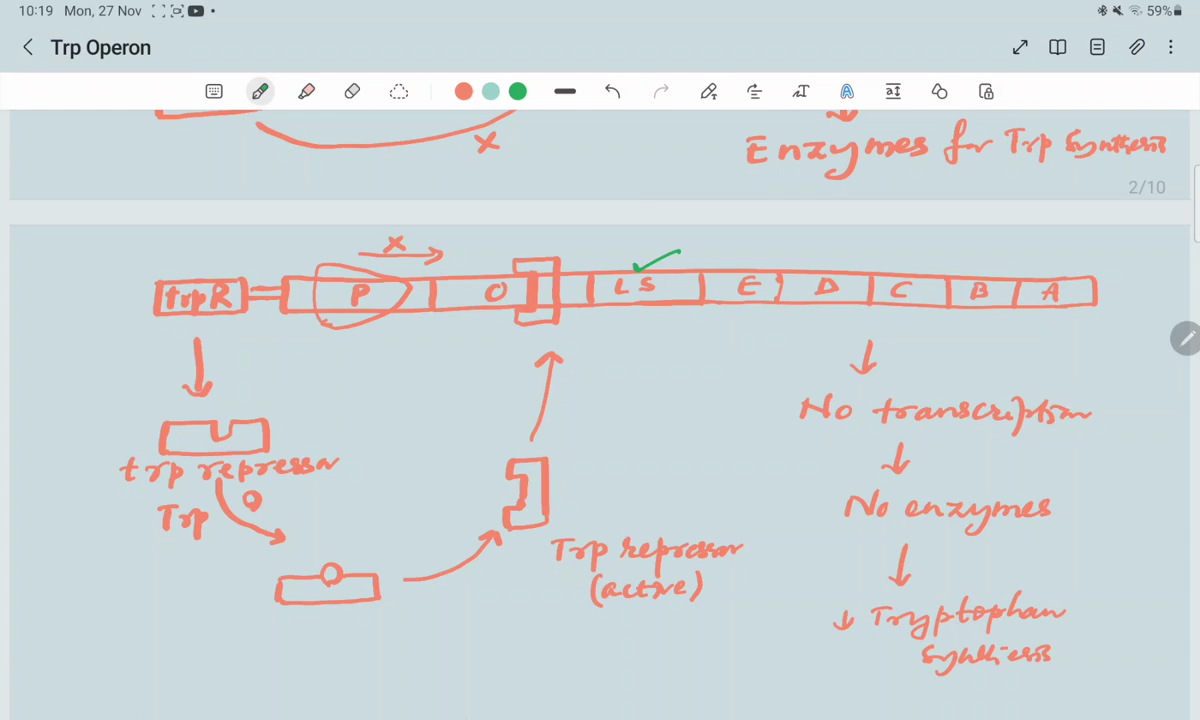 10:19 Mon, 27 Nov
59%
Trp Operon
X
Enzymes for Trp Synthesis
2/10
X
trpR
P
O
LS
E
D
C
B
A
No transcription
trp repressor
Trp
No enzymes
Trp repressor
(active)
↓ Tryptophan
Synthesis